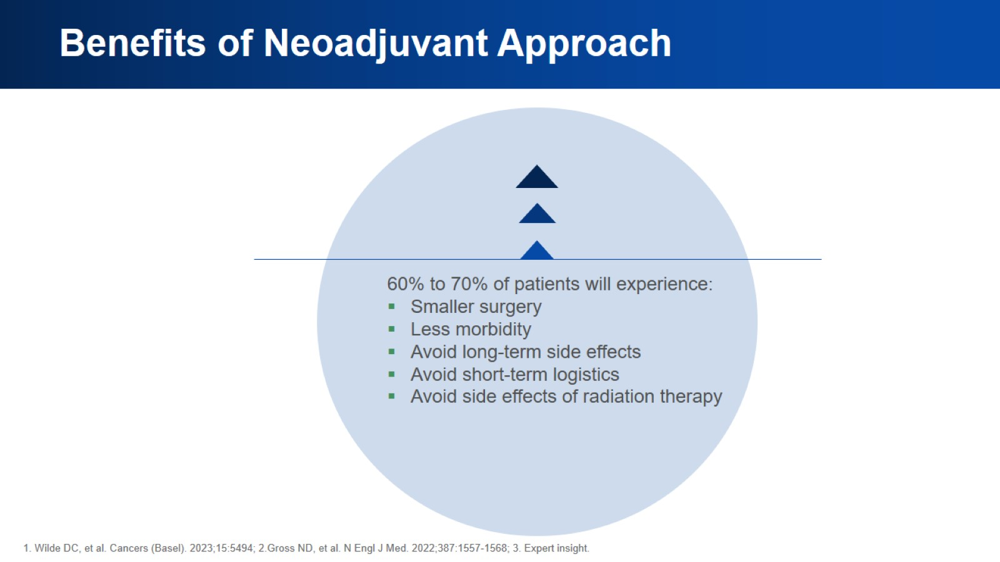 Benefits of Neoadjuvant Approach
60% to 70% of patients will experience:
▪ Smaller surgery
▪ Less morbidity
▪ Avoid long-term side effects
▪ Avoid short-term logistics
▪ Avoid side effects of radiation therapy
1. Wilde DC, et al. Cancers (Basel). 2023;15:5494; 2.Gross ND, et al. N Engl J Med. 2022;387:1557-1568; 3. Expert insight.